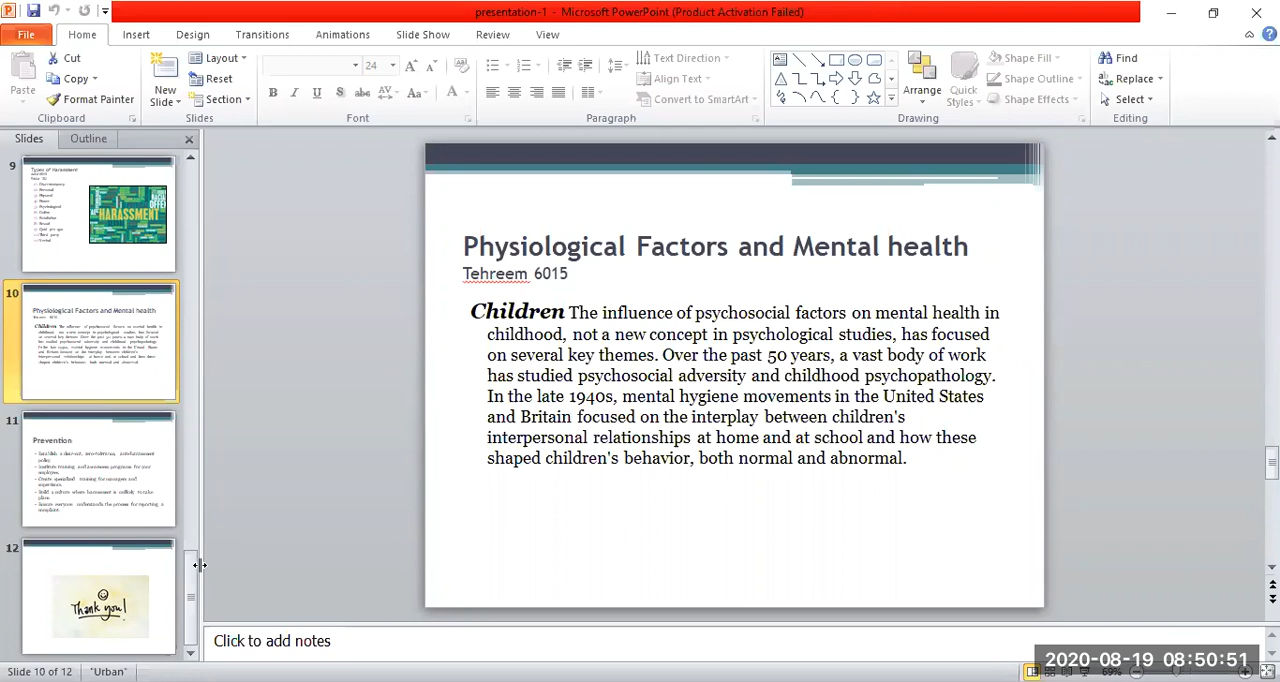 presentation-1 - Microsoft PowerPoint (Product Activation Failed)
File Home Insert Design Transitions Animations Slide Show Review View
Paste
Cut
Copy
Format Painter
Clipboard
New Slide
Layout
Reset
Section
Slides
24
Font
Text Direction
Align Text
Convert to SmartArt
Paragraph
Arrange
Quick Styles
Shape Fill
Shape Outline
Shape Effects
Drawing
Find
Replace
Select
Editing
Slides Outline
9
Types of Harassment
HARASSMENT
10
Physiological Factors and Mental health
11
Prevention
12
Thank you!
Physiological Factors and Mental health
Tehreem 6015
Children The influence of psychosocial factors on mental health in
childhood, not a new concept in psychological studies, has focused
on several key themes. Over the past 50 years, a vast body of work
has studied psychosocial adversity and childhood psychopathology.
In the late 1940s, mental hygiene movements in the United States
and Britain focused on the interplay between children's
interpersonal relationships at home and at school and how these
shaped children's behavior, both normal and abnormal.
Click to add notes
Slide 10 of 12 "Urban"
69%
2020-08-19 08:50:51